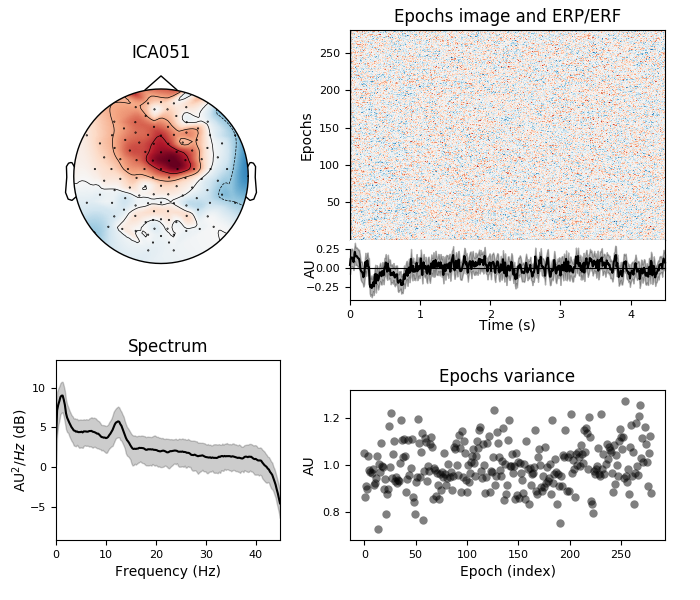 ICA051
Epochs image and ERP/ERF
Epochs
250
200
150
100
50
AU
0.25
0.00
−0.25
0 1 2 3 4
Time (s)
Spectrum
AU²/Hz (dB)
10
5
0
−5
0 10 20 30 40
Frequency (Hz)
Epochs variance
AU
1.2
1.0
0.8
0 50 100 150 200 250
Epoch (index)